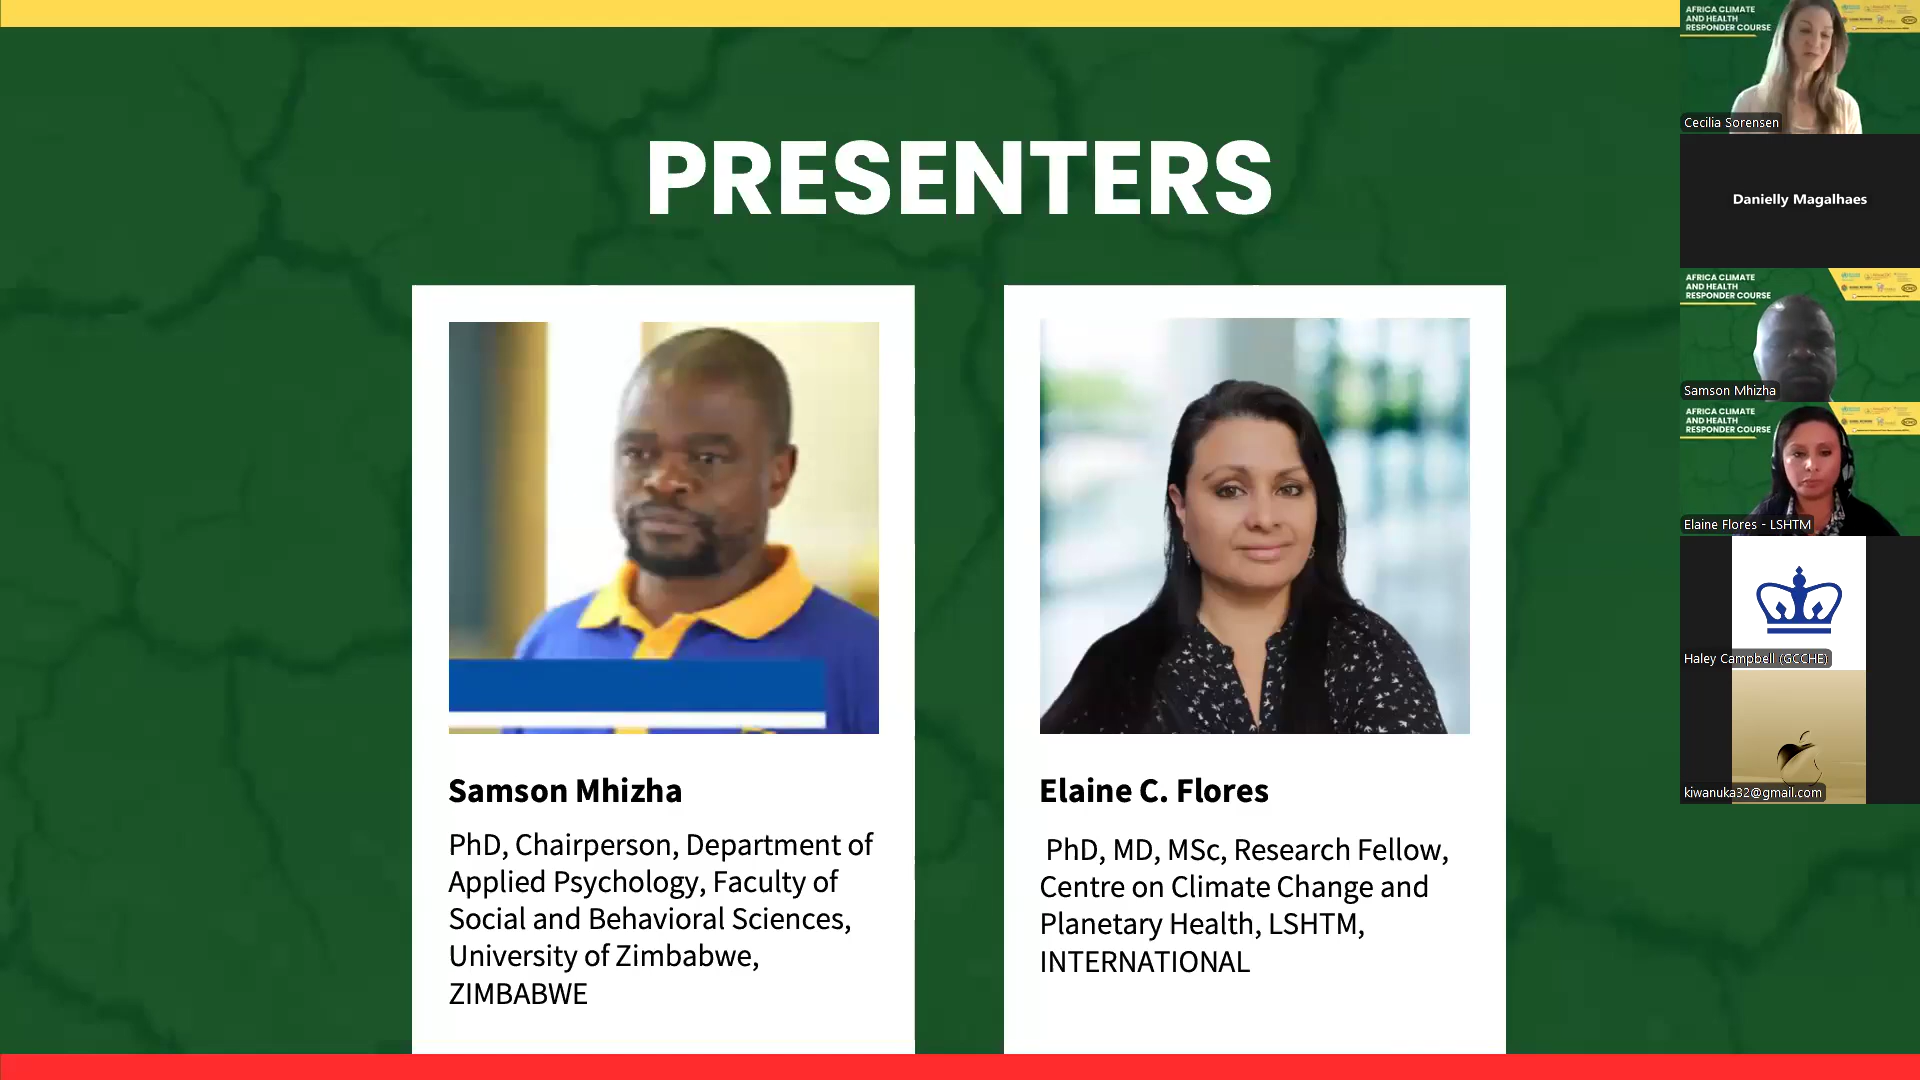 PRESENTERS
Samson Mhizha
PhD, Chairperson, Department of
Applied Psychology, Faculty of
Social and Behavioral Sciences,
University of Zimbabwe,
ZIMBABWE
Elaine C. Flores
PhD, MD, MSc, Research Fellow,
Centre on Climate Change and
Planetary Health, LSHTM,
INTERNATIONAL
AFRICA CLIMATE
AND HEALTH
RESPONDER COURSE
Cecilia Sorensen
Danielly Magalhaes
AFRICA CLIMATE
AND HEALTH
RESPONDER COURSE
Samson Mhizha
AFRICA CLIMATE
AND HEALTH
RESPONDER COURSE
Elaine Flores - LSHTM
Haley Campbell (GCCHE)
kiwanuka32@gmail.com